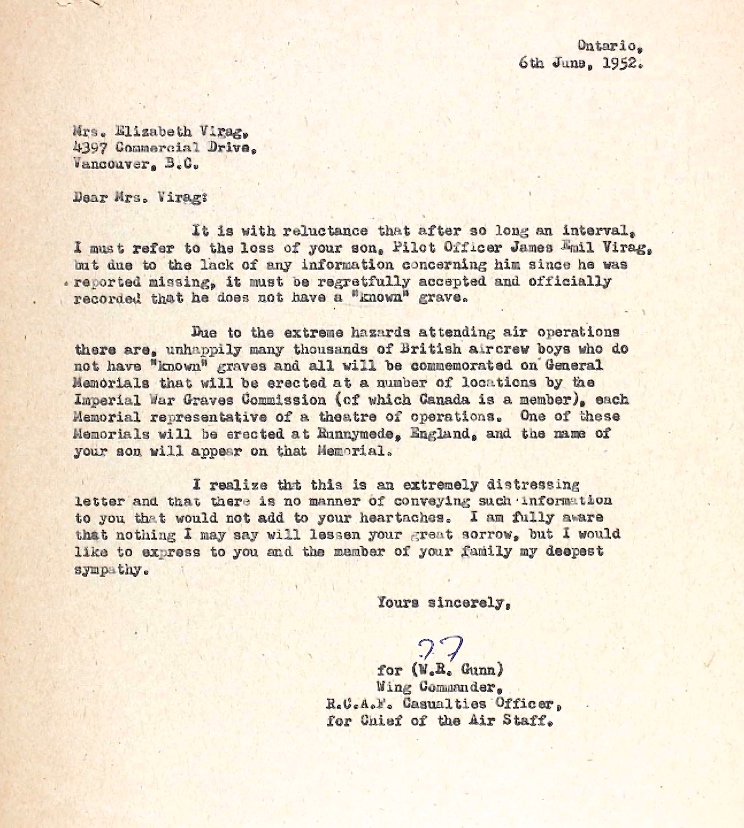 Ontario,
6th June, 1952.
Mrs. Elizabeth Virag,
4397 Commercial Drive,
Vancouver, B.C.
Dear Mrs. Virag:
It is with reluctance that after so long an interval,
I must refer to the loss of your son, Pilot Officer James Emil Virag,
but due to the lack of any information concerning him since he was
reported missing, it must be regretfully accepted and officially
recorded that he does not have a "known" grave.
Due to the extreme hazards attending air operations
there are, unhappily many thousands of British aircrew boys who do
not have "known" graves and all will be commemorated on General
Memorials that will be erected at a number of locations by the
Imperial War Graves Commission (of which Canada is a member), each
Memorial representative of a theatre of operations. One of these
Memorials will be erected at Runnymede, England, and the name of
your son will appear on that Memorial.
I realize that this is an extremely distressing
letter and that there is no manner of conveying such information
to you that would not add to your heartaches. I am fully aware
that nothing I may say will lessen your great sorrow, but I would
like to express to you and the member of your family my deepest
sympathy.
Yours sincerely,
for (W.R. Gunn)
Wing Commander,
R.C.A.F. Casualties Officer,
for Chief of the Air Staff.